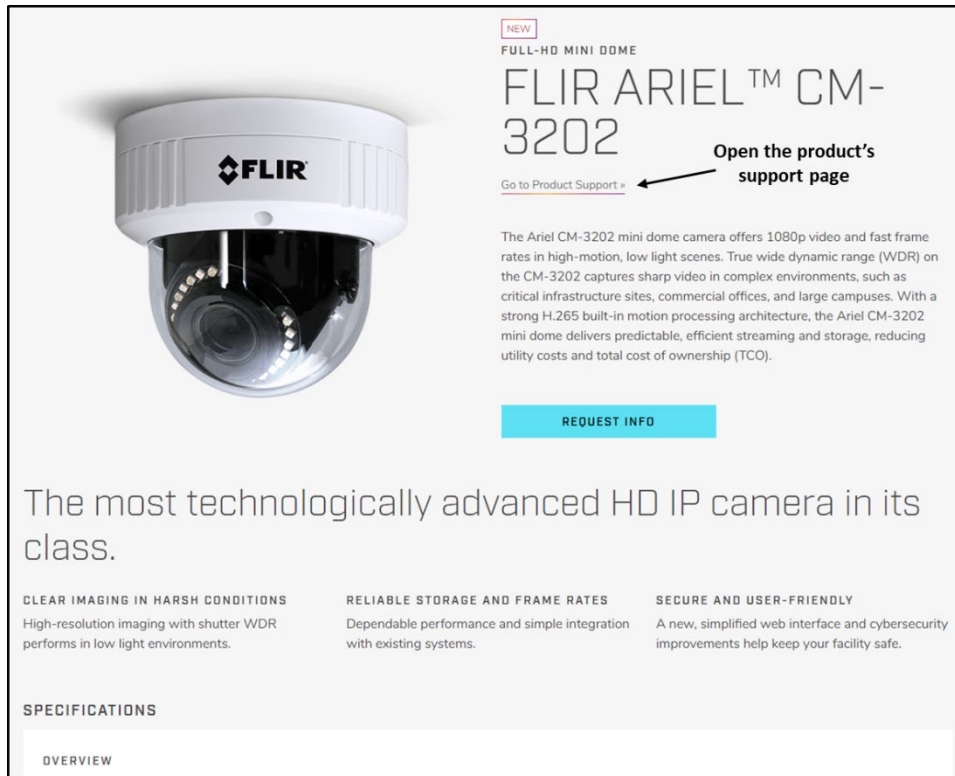 NEW
FULL-HD MINI DOME
FLIR ARIEL™ CM-
3202
Open the product's
support page
Go to Product Support »
The Ariel CM-3202 mini dome camera offers 1080p video and fast frame
rates in high-motion, low light scenes. True wide dynamic range (WDR) on
the CM-3202 captures sharp video in complex environments, such as
critical infrastructure sites, commercial offices, and large campuses. With a
strong H.265 built-in motion processing architecture, the Ariel CM-3202
mini dome delivers predictable, efficient streaming and storage, reducing
utility costs and total cost of ownership (TCO).
FLIR
REQUEST INFO
The most technologically advanced HD IP camera in its
class.
CLEAR IMAGING IN HARSH CONDITIONS
High-resolution imaging with shutter WDR
performs in low light environments.
RELIABLE STORAGE AND FRAME RATES
Dependable performance and simple integration
with existing systems.
SECURE AND USER-FRIENDLY
A new, simplified web interface and cybersecurity
improvements help keep your facility safe.
SPECIFICATIONS
OVERVIEW